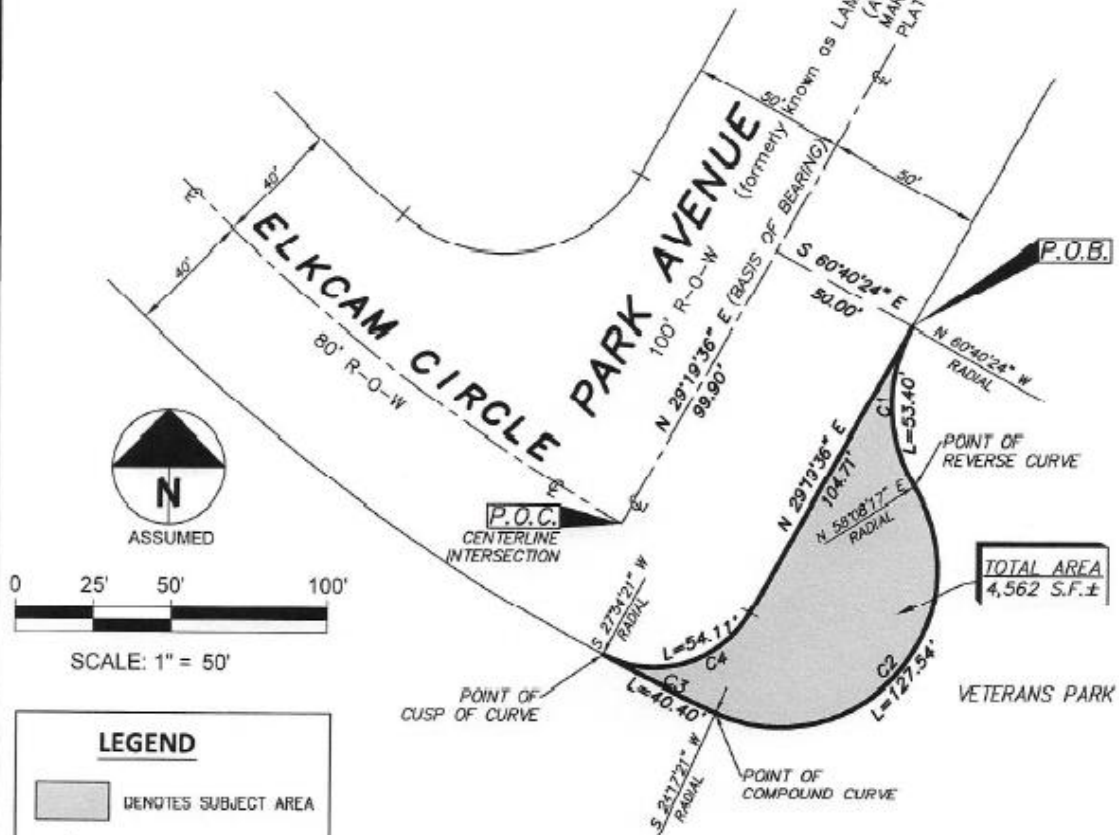 known as LAM
(A
MAR
PLAT
50'
50'
PARK AVENUE
(formerly
100' R-O-W
N 29°19'36" E (BASIS OF BEARING)
99.90'
S 60°40'24" E
50.00'
P.O.B.
N 60°40'24" W
RADIAL
40'
40'
ELKCAM CIRCLE
80' R-O-W
N
ASSUMED
P.O.C.
CENTERLINE
INTERSECTION
N 29°19'36" E
104.71'
C1
L=53.40'
POINT OF
REVERSE CURVE
N 58°08'17" E
RADIAL
TOTAL AREA
4,562 S.F.±
0 25' 50' 100'
SCALE: 1" = 50'
S 27°34'21" W
RADIAL
L=54.11'
C4
C3
L=40.40'
C2
L=127.54'
VETERANS PARK
POINT OF
CUSP OF CURVE
POINT OF
COMPOUND CURVE
RADIAL
LEGEND
DENOTES SUBJECT AREA